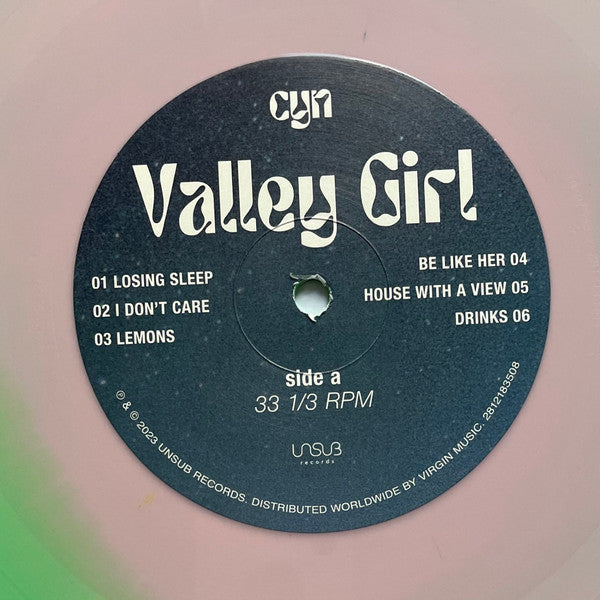 cyn
Valley Girl
01 LOSING SLEEP
02 I DON'T CARE
03 LEMONS
BE LIKE HER 04
HOUSE WITH A VIEW 05
DRINKS 06
side a
33 1/3 RPM
UNSUB
records
℗ & © 2023 UNSUB RECORDS. DISTRIBUTED WORLDWIDE BY VIRGIN MUSIC. 2812183508